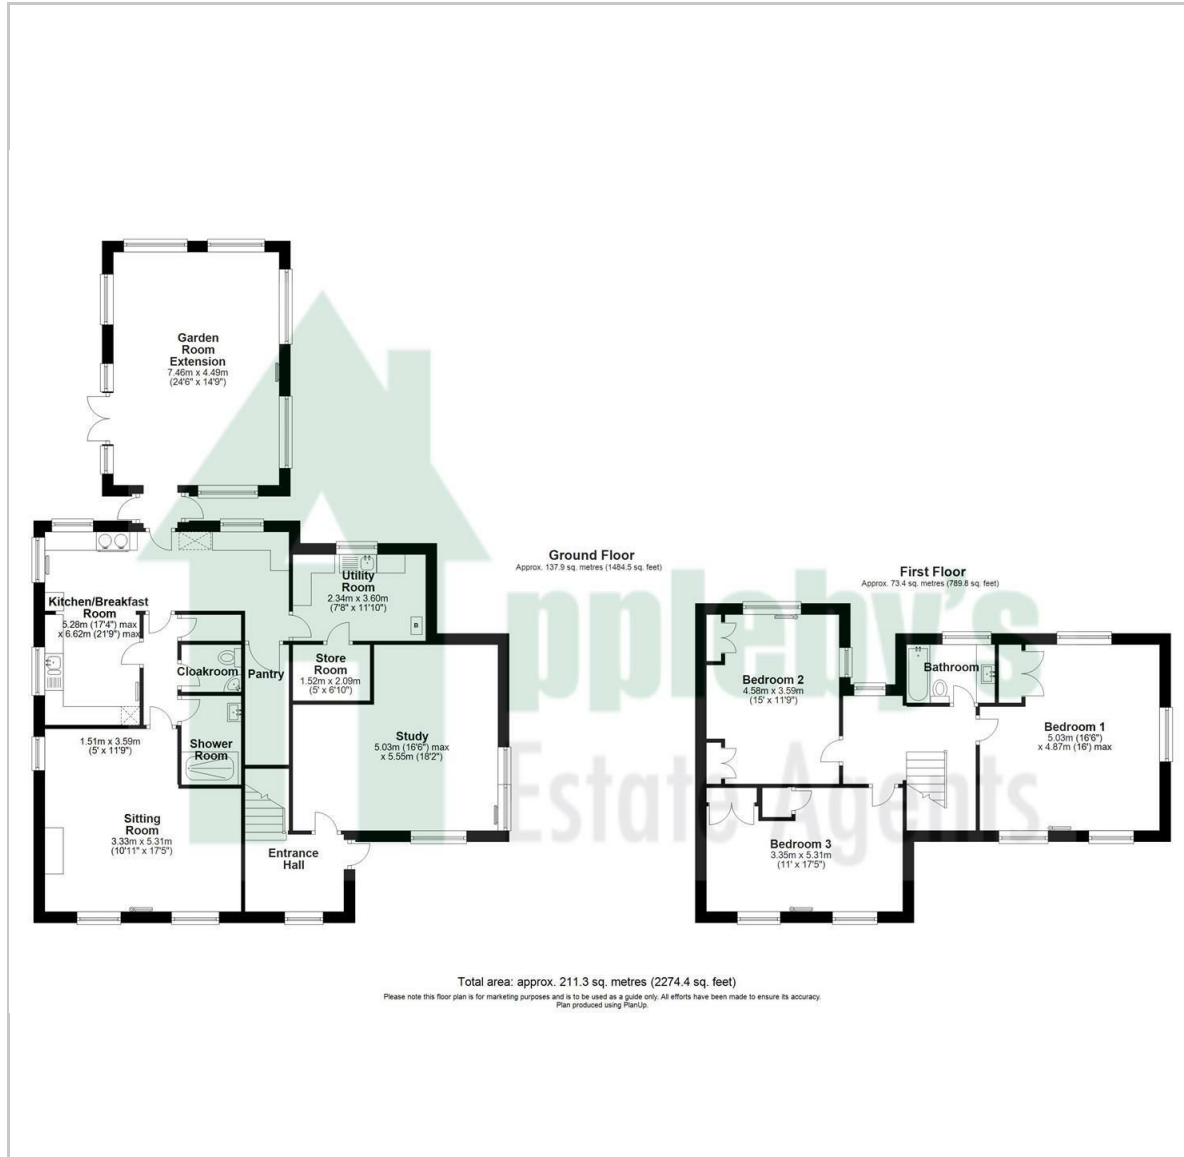 Garden
Room
Extension
7.46m x 4.49m
(24'6" x 14'9")
Ground Floor
Approx. 137.9 sq. metres (1484.5 sq. feet)
Kitchen/Breakfast
Room
5.28m (17'4") max
x 6.62m (21'9") max
Utility
Room
2.34m x 3.60m
(7'8" x 11'10")
Cloakroom
Pantry
Store
Room
1.52m x 2.09m
(5' x 6'10")
Shower
Room
Study
5.03m (16'6") max
x 5.55m (18'2")
1.51m x 3.59m
(5' x 11'9")
Sitting
Room
3.33m x 5.31m
(10'11" x 17'5")
Entrance
Hall
First Floor
Approx. 73.4 sq. metres (789.8 sq. feet)
Bedroom 2
4.58m x 3.59m
(15' x 11'9")
Bathroom
Bedroom 1
5.03m (16'6")
x 4.87m (16') max
Bedroom 3
3.35m x 5.31m
(11' x 17'5")
ppleby's
Estate Agents
Total area: approx. 211.3 sq. metres (2274.4 sq. feet)
Please note this floor plan is for marketing purposes and is to be used as a guide only. All efforts have been made to ensure its accuracy.
Plan produced using PlanUp.